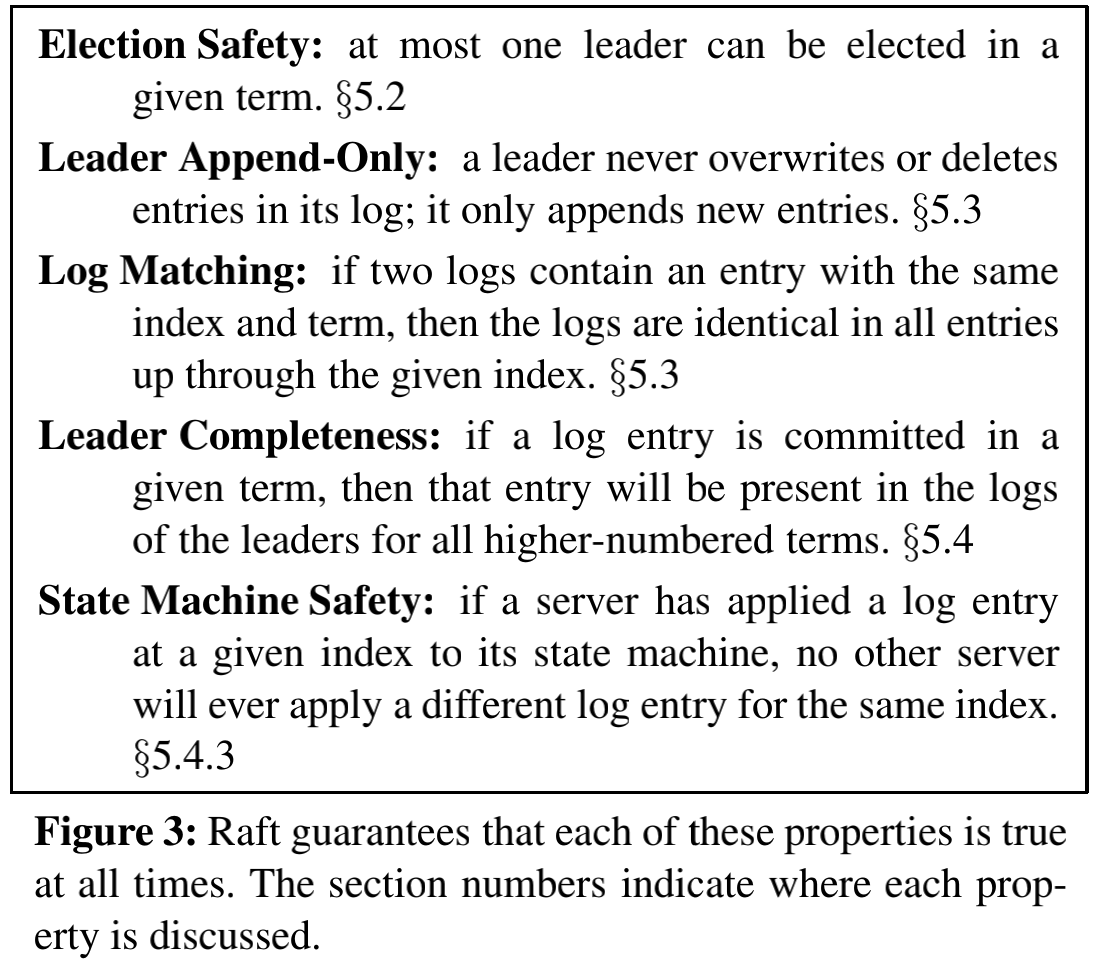 Election Safety: at most one leader can be elected in a
given term. §5.2
Leader Append-Only: a leader never overwrites or deletes
entries in its log; it only appends new entries. §5.3
Log Matching: if two logs contain an entry with the same
index and term, then the logs are identical in all entries
up through the given index. §5.3
Leader Completeness: if a log entry is committed in a
given term, then that entry will be present in the logs
of the leaders for all higher-numbered terms. §5.4
State Machine Safety: if a server has applied a log entry
at a given index to its state machine, no other server
will ever apply a different log entry for the same index.
§5.4.3
Figure 3: Raft guarantees that each of these properties is true
at all times. The section numbers indicate where each prop-
erty is discussed.